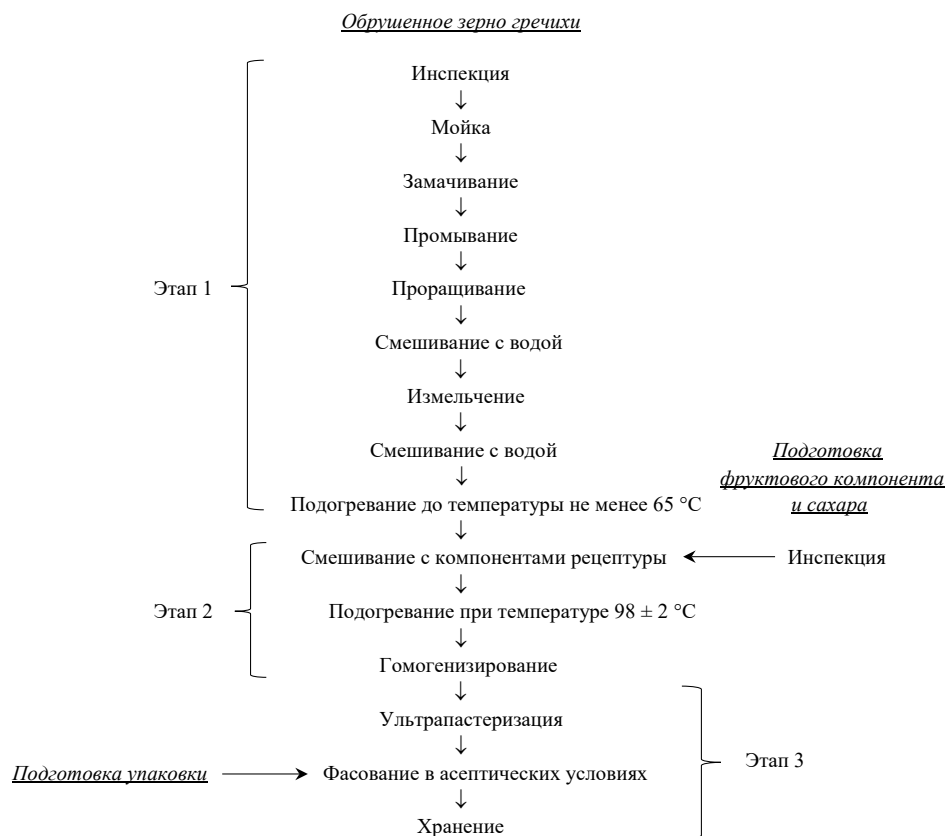 Обрушенное зерно гречихи
Инспекция
↓
Мойка
↓
Замачивание
↓
Промывание
↓
Этап 1
Проращивание
↓
Смешивание с водой
↓
Измельчение
↓
Смешивание с водой
↓
Подогревание до температуры не менее 65 °С
↓
Подготовка
фруктового компонента
и сахара
Смешивание с компонентами рецептуры ← Инспекция
↓
Этап 2
Подогревание при температуре 98 ± 2 °С
↓
Гомогенизирование
↓
Ультрапастеризация
↓
Подготовка упаковки → Фасование в асептических условиях
Этап 3
↓
Хранение